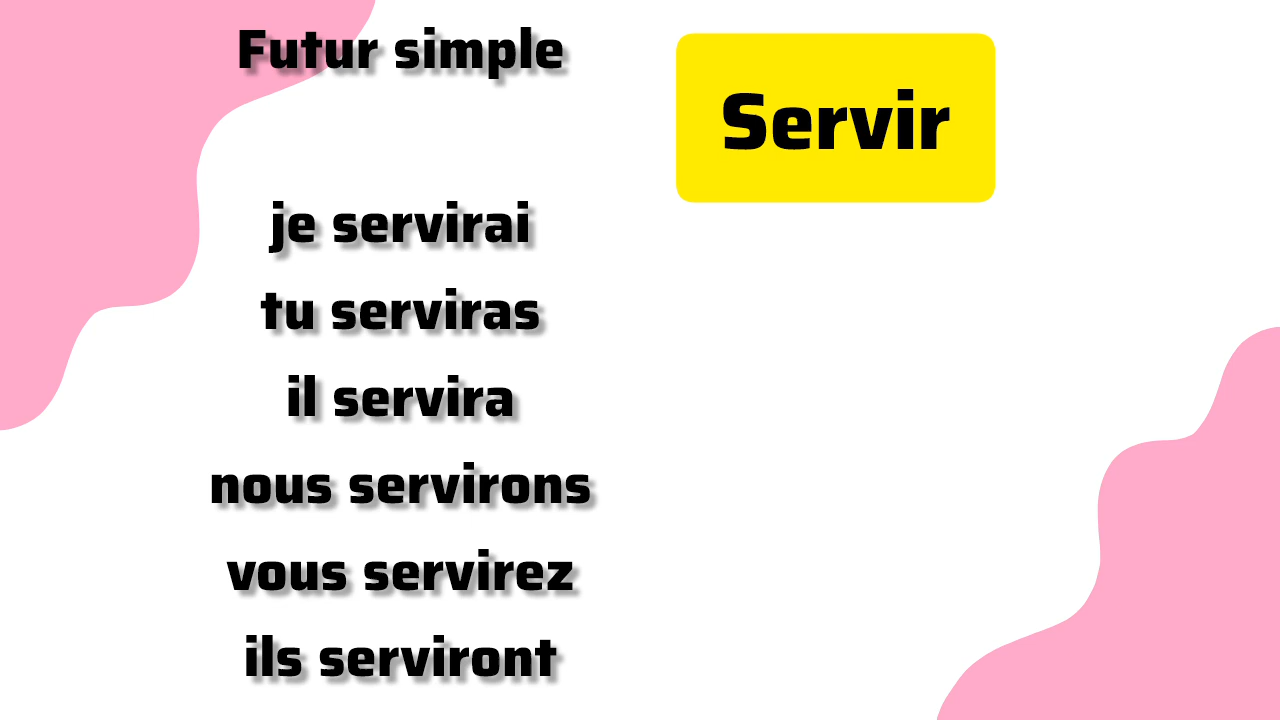 Futur simple
Servir
je servirai
tu serviras
il servira
nous servirons
vous servirez
ils serviront